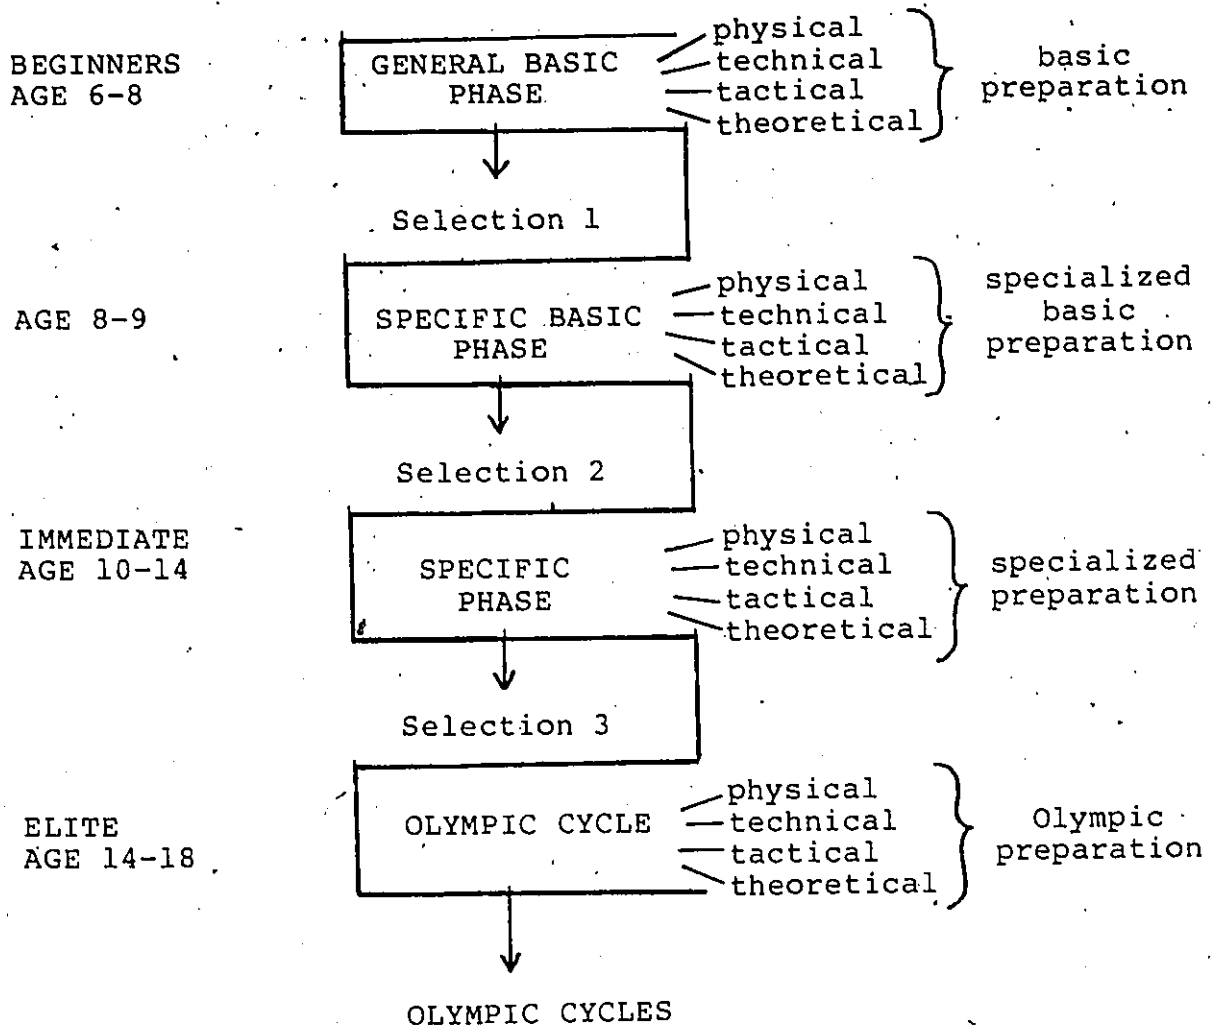 BEGINNERS
AGE 6-8
GENERAL BASIC
PHASE
physical
technical
tactical
theoretical
basic
preparation
Selection 1
AGE 8-9
SPECIFIC BASIC
PHASE
physical
technical
tactical
theoretical
specialized
basic
preparation
Selection 2
IMMEDIATE
AGE 10-14
SPECIFIC
PHASE
physical
technical
tactical
theoretical
specialized
preparation
Selection 3
ELITE
AGE 14-18
OLYMPIC CYCLE
physical
technical
tactical
theoretical
Olympic
preparation
OLYMPIC CYCLES